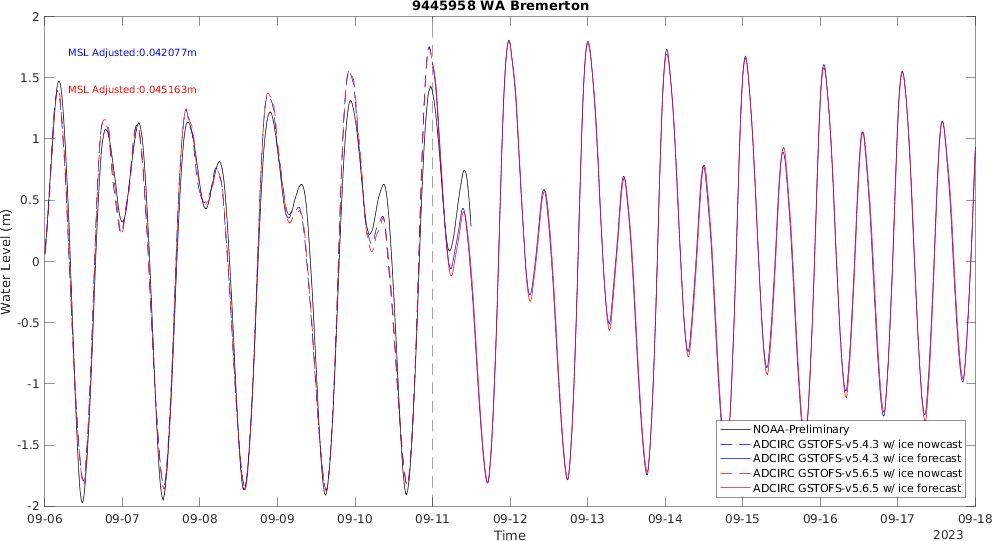 9445958 WA Bremerton
MSL Adjusted:0.042077m
MSL Adjusted:0.045163m
Water Level (m)
2
1.5
1
0.5
0
-0.5
-1
-1.5
-2
NOAA-Preliminary
ADCIRC GSTOFS-v5.4.3 w/ ice nowcast
ADCIRC GSTOFS-v5.4.3 w/ ice forecast
ADCIRC GSTOFS-v5.6.5 w/ ice nowcast
ADCIRC GSTOFS-v5.6.5 w/ ice forecast
09-06 09-07 09-08 09-09 09-10 09-11 09-12 09-13 09-14 09-15 09-16 09-17 09-18
Time
2023